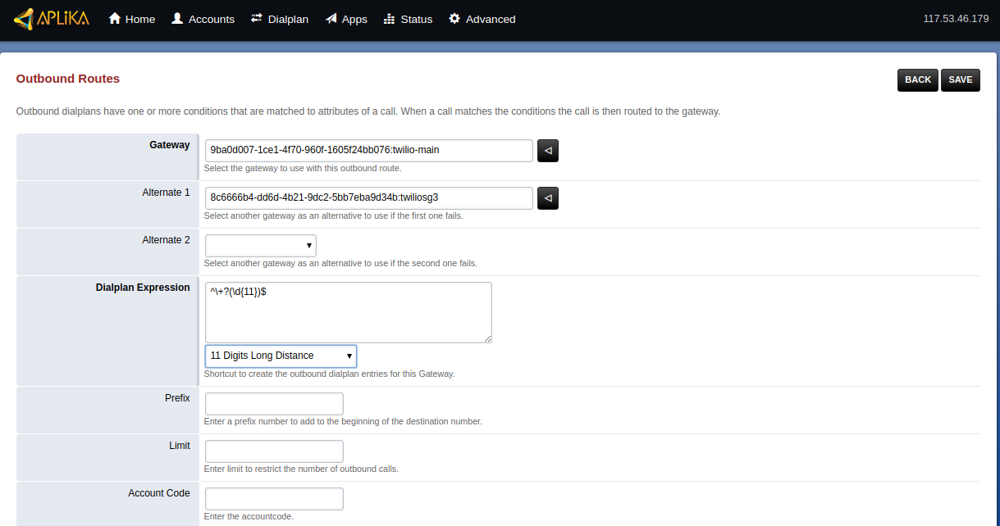 APLiKA Home Accounts Dialplan Apps Status Advanced 117.53.46.179
Outbound Routes BACK SAVE
Outbound dialplans have one or more conditions that are matched to attributes of a call. When a call matches the conditions the call is then routed to the gateway.
Gateway 9ba0d007-1ce1-4f70-960f-1605f24bb076:twilio-main
Select the gateway to use with this outbound route.
Alternate 1 8c6666b4-dd6d-4b21-9dc2-5bb7eba9d34b:twiliosg3
Select another gateway as an alternative to use if the first one fails.
Alternate 2
Select another gateway as an alternative to use if the second one fails.
Dialplan Expression ^\+?(\d{11})$
11 Digits Long Distance
Shortcut to create the outbound dialplan entries for this Gateway.
Prefix
Enter a prefix number to add to the beginning of the destination number.
Limit
Enter limit to restrict the number of outbound calls.
Account Code
Enter the accountcode.